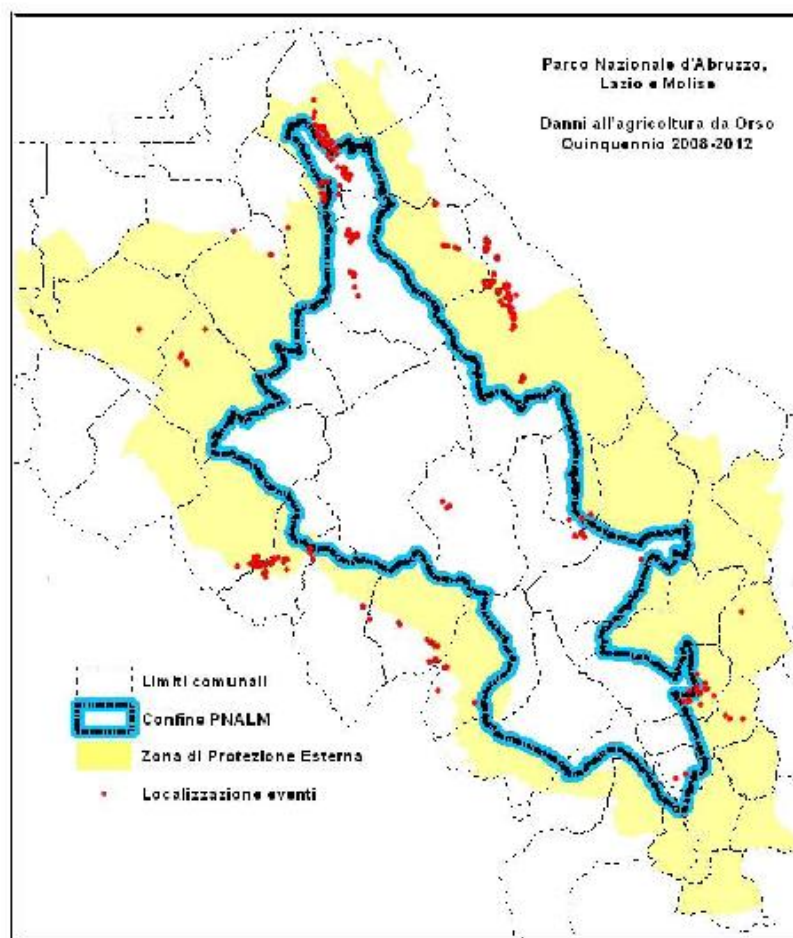 Parco Nazionale d'Abruzzo,
Lazio e Molise
Danni all'agricoltura da Orso
Quinquennio 2008-2012
Limiti comunali
Confine PNALM
Zona di Protezione Esterna
Localizzazione eventi